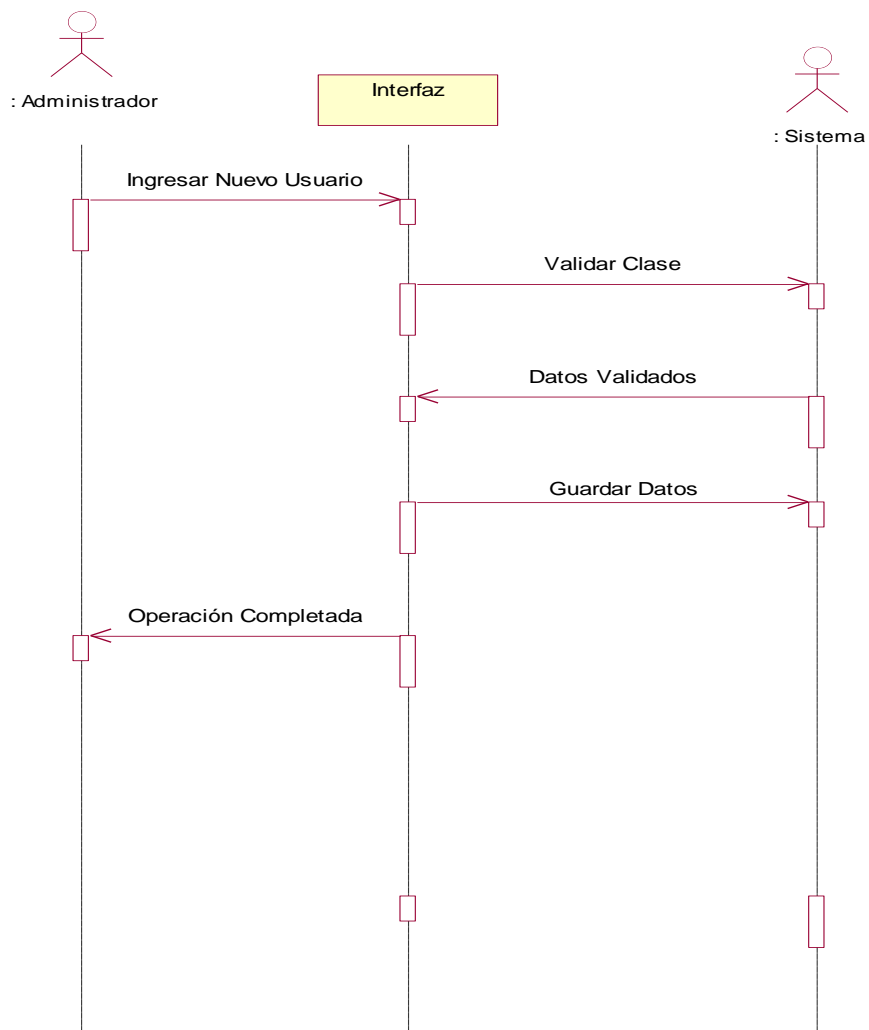 : Administrador
Interfaz
: Sistema
Ingresar Nuevo Usuario
Validar Clase
Datos Validados
Guardar Datos
Operación Completada